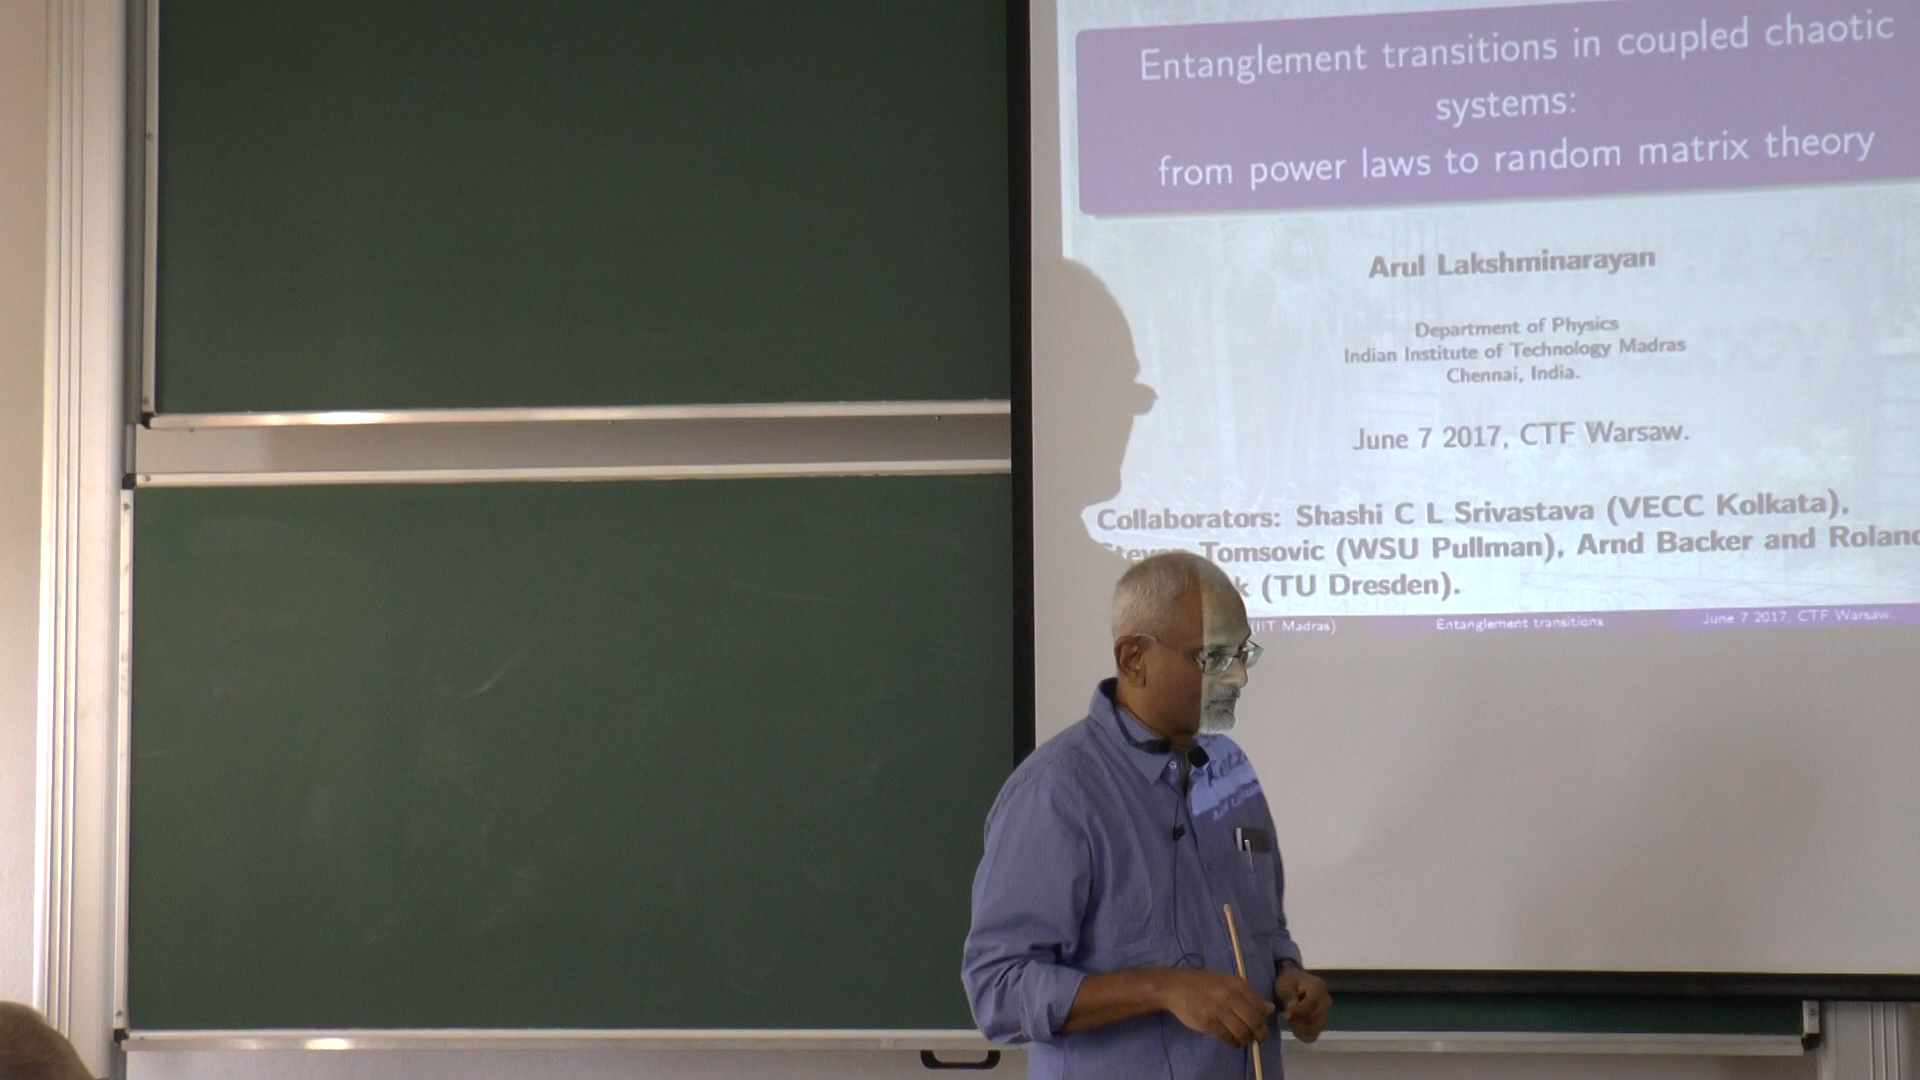 Entanglement transitions in coupled chaotic
systems:
from power laws to random matrix theory
Arul Lakshminarayan
Department of Physics
Indian Institute of Technology Madras
Chennai, India.
June 7 2017, CTF Warsaw.
Collaborators: Shashi C L Srivastava (VECC Kolkata),
Tomsovic (WSU Pullman), Arnd Backer and Roland
(TU Dresden).
(IIT Madras) Entanglement transitions June 7 2017, CTF Warsaw.